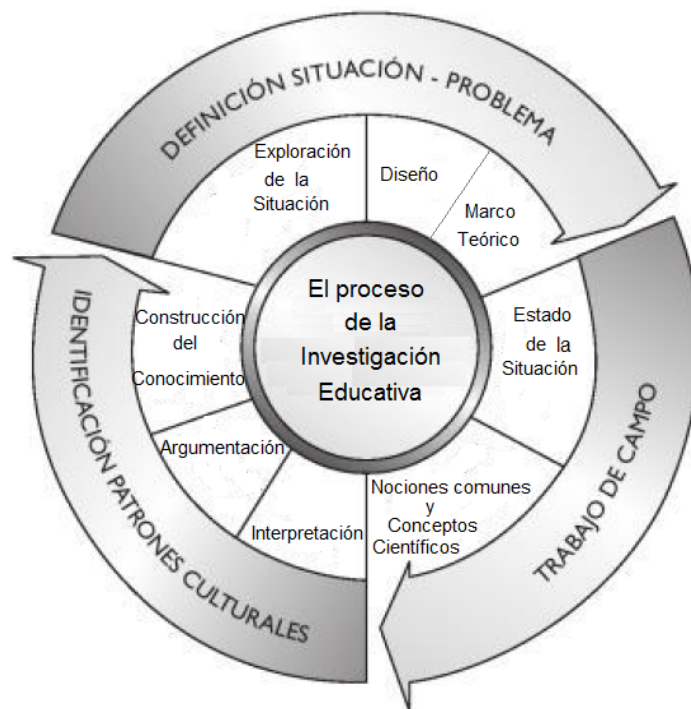 DEFINICIÓN SITUACIÓN - PROBLEMA
Exploración
de la
Situación
Diseño
Marco
Teórico
El proceso
de la
Investigación
Educativa
Estado
de la
Situación
TRABAJO DE CAMPO
Nociones comunes
y
Conceptos
Científicos
Interpretación
Argumentación
Construcción
del
Conocimiento
IDENTIFICACIÓN PATRONES CULTURALES